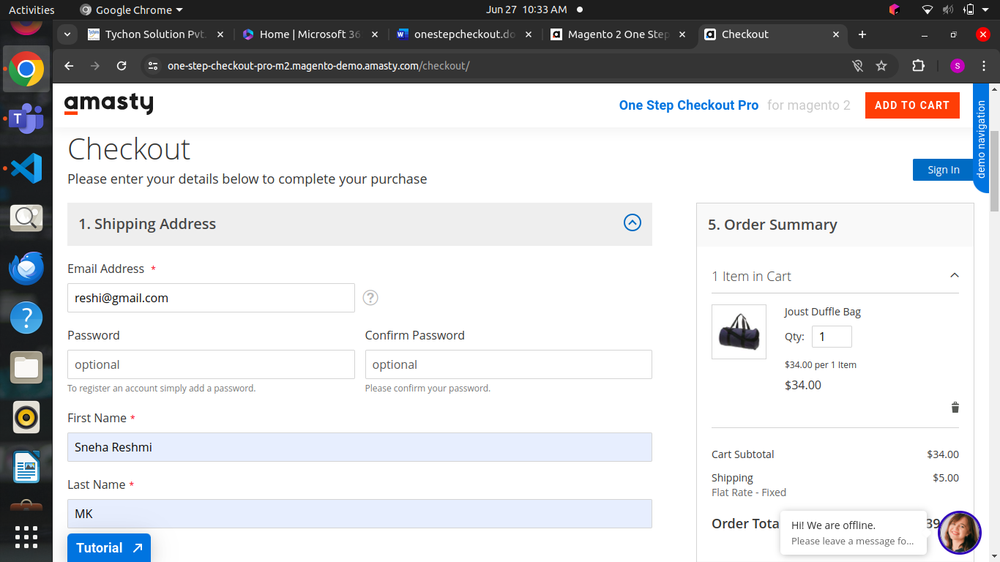 Activities
Google Chrome
Jun 27 10:33 AM
Tychon Solution Pvt.
Home | Microsoft 36
onestepcheckout.do
Magento 2 One Step
Checkout
one-step-checkout-pro-m2.magento-demo.amasty.com/checkout/
S
amasty
One Step Checkout Pro for magento 2
ADD TO CART
demo navigation
Checkout
Please enter your details below to complete your purchase
Sign In
1. Shipping Address
Email Address *
reshi@gmail.com
?
Password
Confirm Password
optional
optional
To register an account simply add a password.
Please confirm your password.
First Name *
Sneha Reshmi
Last Name *
MK
Tutorial
5. Order Summary
1 Item in Cart
Joust Duffle Bag
Qty: 1
$34.00 per 1 Item
$34.00
Cart Subtotal $34.00
Shipping $5.00
Flat Rate - Fixed
Order Tota 39
Hi! We are offline.
Please leave a message fo...